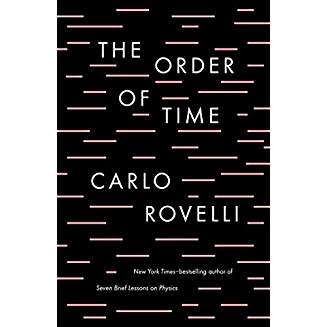 THE ORDER
OF TIME
CARLO
ROVELLI
New York Times–bestselling author of
Seven Brief Lessons on Physics